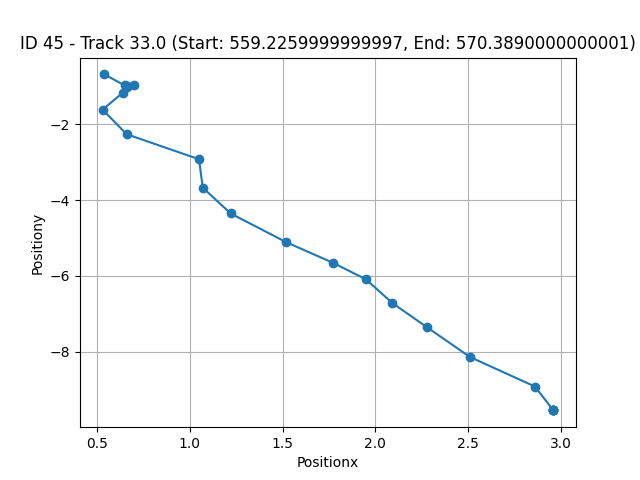 ID 45 - Track 33.0 (Start: 559.2259999999997, End: 570.3890000000001)
−2
−4
−6
−8
Positiony
0.5 1.0 1.5 2.0 2.5 3.0
Positionx